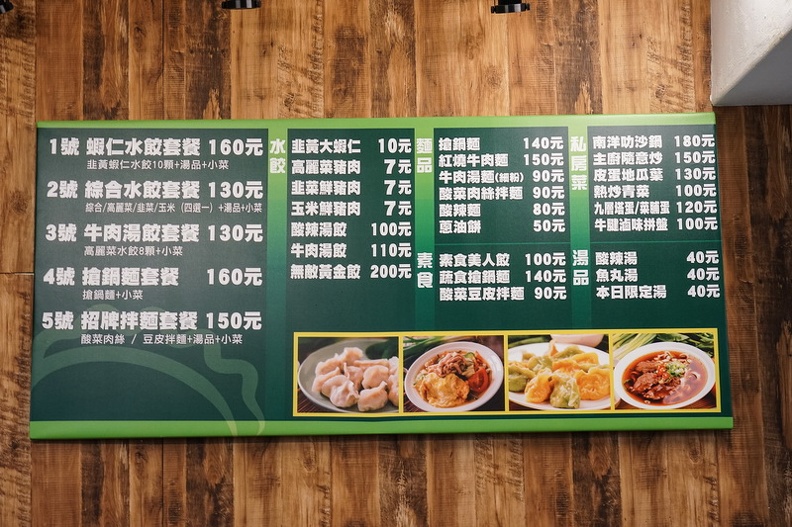 1號 蝦仁水餃套餐 160元
韭黃蝦仁水餃10顆+湯品+小菜
2號 綜合水餃套餐 130元
綜合/高麗菜/韭菜/玉米 (四選一) +湯品+小菜
3號 牛肉湯餃套餐 130元
高麗菜水餃8顆+小菜
4號 搶鍋麵套餐 160元
搶鍋麵+小菜
5號 招牌拌麵套餐 150元
酸菜肉絲 / 豆皮拌麵+湯品+小菜
水餃
韭黃大蝦仁 10元
高麗菜豬肉 7元
韭菜鮮豬肉 7元
玉米鮮豬肉 7元
酸辣湯餃 100元
牛肉湯餃 110元
無敵黃金餃 200元
麵品
搶鍋麵 140元
紅燒牛肉麵 150元
牛肉湯麵(細粉) 90元
酸菜肉絲拌麵 90元
酸辣麵 80元
蔥油餅 50元
素食
素食美人餃 100元
蔬食搶鍋麵 140元
酸菜豆皮拌麵 90元
私房菜
南洋叻沙鍋 180元
主廚隨意炒 150元
皮蛋地瓜葉 130元
熱炒青菜 100元
九層塔蛋/菜脯蛋 120元
牛腱滷味拼盤 100元
湯品
酸辣湯 40元
魚丸湯 40元
本日限定湯 40元